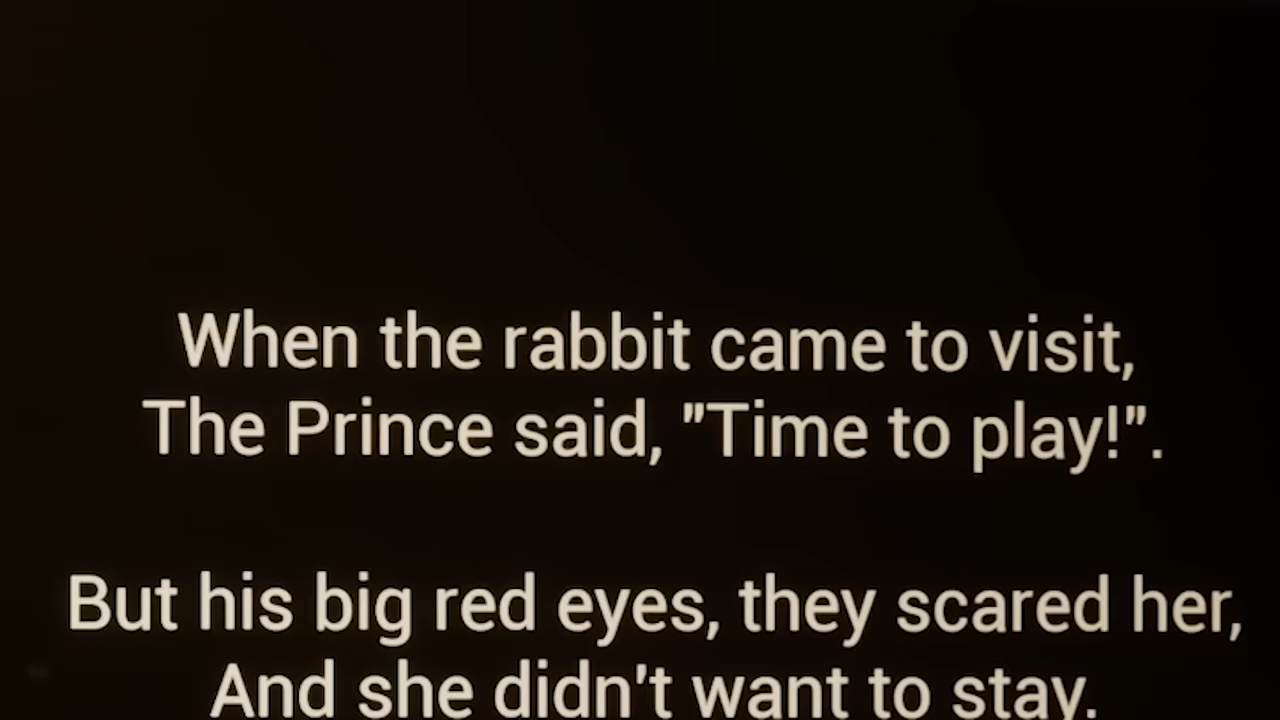 When the rabbit came to visit,
The Prince said, "Time to play!".
But his big red eyes, they scared her,
And she didn't want to stay.